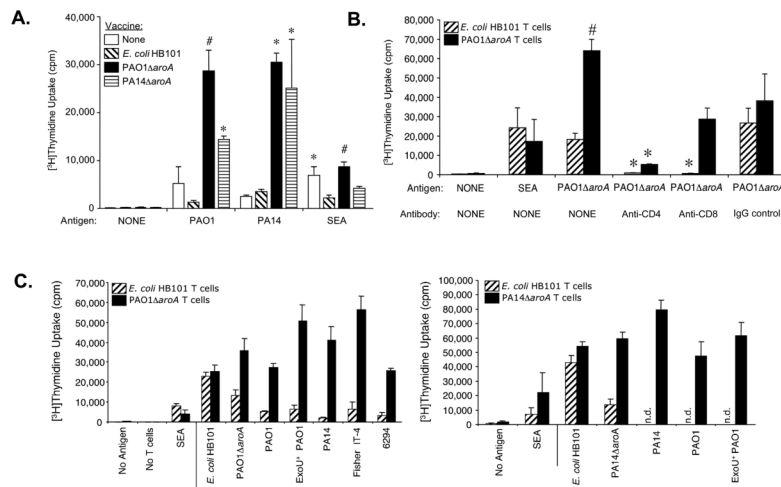 A.
Vaccine:
None
E. coli HB101
PAO1ΔaroA
PA14ΔaroA
[³H]Thymidine Uptake (cpm)
40,000
30,000
20,000
10,000
0
# * * * * #
Antigen: NONE PAO1 PA14 SEA
B.
E. coli HB101 T cells
PAO1ΔaroA T cells
[³H]Thymidine Uptake (cpm)
80,000
70,000
60,000
50,000
40,000
30,000
20,000
10,000
0
# * * *
Antigen: NONE SEA PAO1ΔaroA PAO1ΔaroA PAO1ΔaroA PAO1ΔaroA
Antibody: NONE NONE NONE Anti-CD4 Anti-CD8 IgG control
C.
E. coli HB101 T cells
PAO1ΔaroA T cells
[³H]Thymidine Uptake (cpm)
70,000
60,000
50,000
40,000
30,000
20,000
10,000
0
No Antigen
No T cells
SEA
E. coli HB101
PAO1ΔaroA
PAO1
ExoU⁺ PAO1
PA14
Fisher IT-4
6294
E. coli HB101 T cells
PA14ΔaroA T cells
[³H]Thymidine Uptake (cpm)
100,000
90,000
80,000
70,000
60,000
50,000
40,000
30,000
20,000
10,000
0
n.d. n.d. n.d.
No Antigen
SEA
E. coli HB101
PA14ΔaroA
PA14
PAO1
ExoU⁺ PAO1